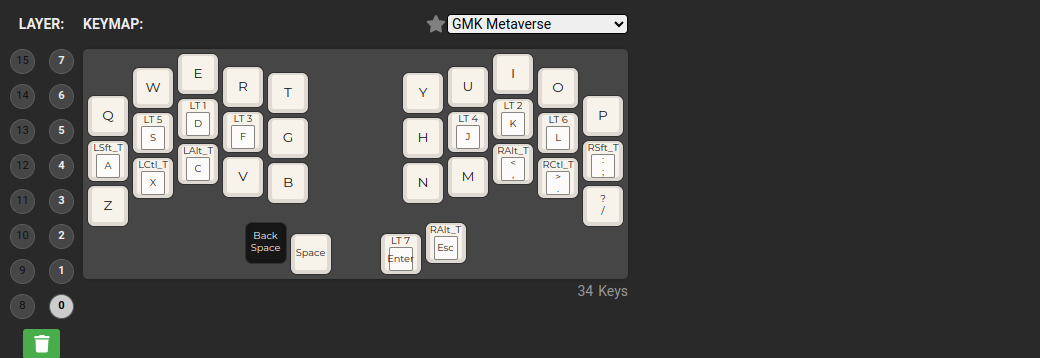 LAYER: KEYMAP: GMK Metaverse
15 7
14 6
13 5
12 4
11 3
10 2
9 1
8 0
Q W E R T Y U I O P
LSft_T A
LT 5 S
LT 1 D
LT 3 F
G
H
LT 4 J
LT 2 K
LT 6 L
RSft_T : ;
Z
LCtl_T X
LAlt_T C
V
B
N
M
RAlt_T < ,
RCtl_T > .
? /
Back Space
Space
LT 7 Enter
RAlt_T Esc
34 Keys